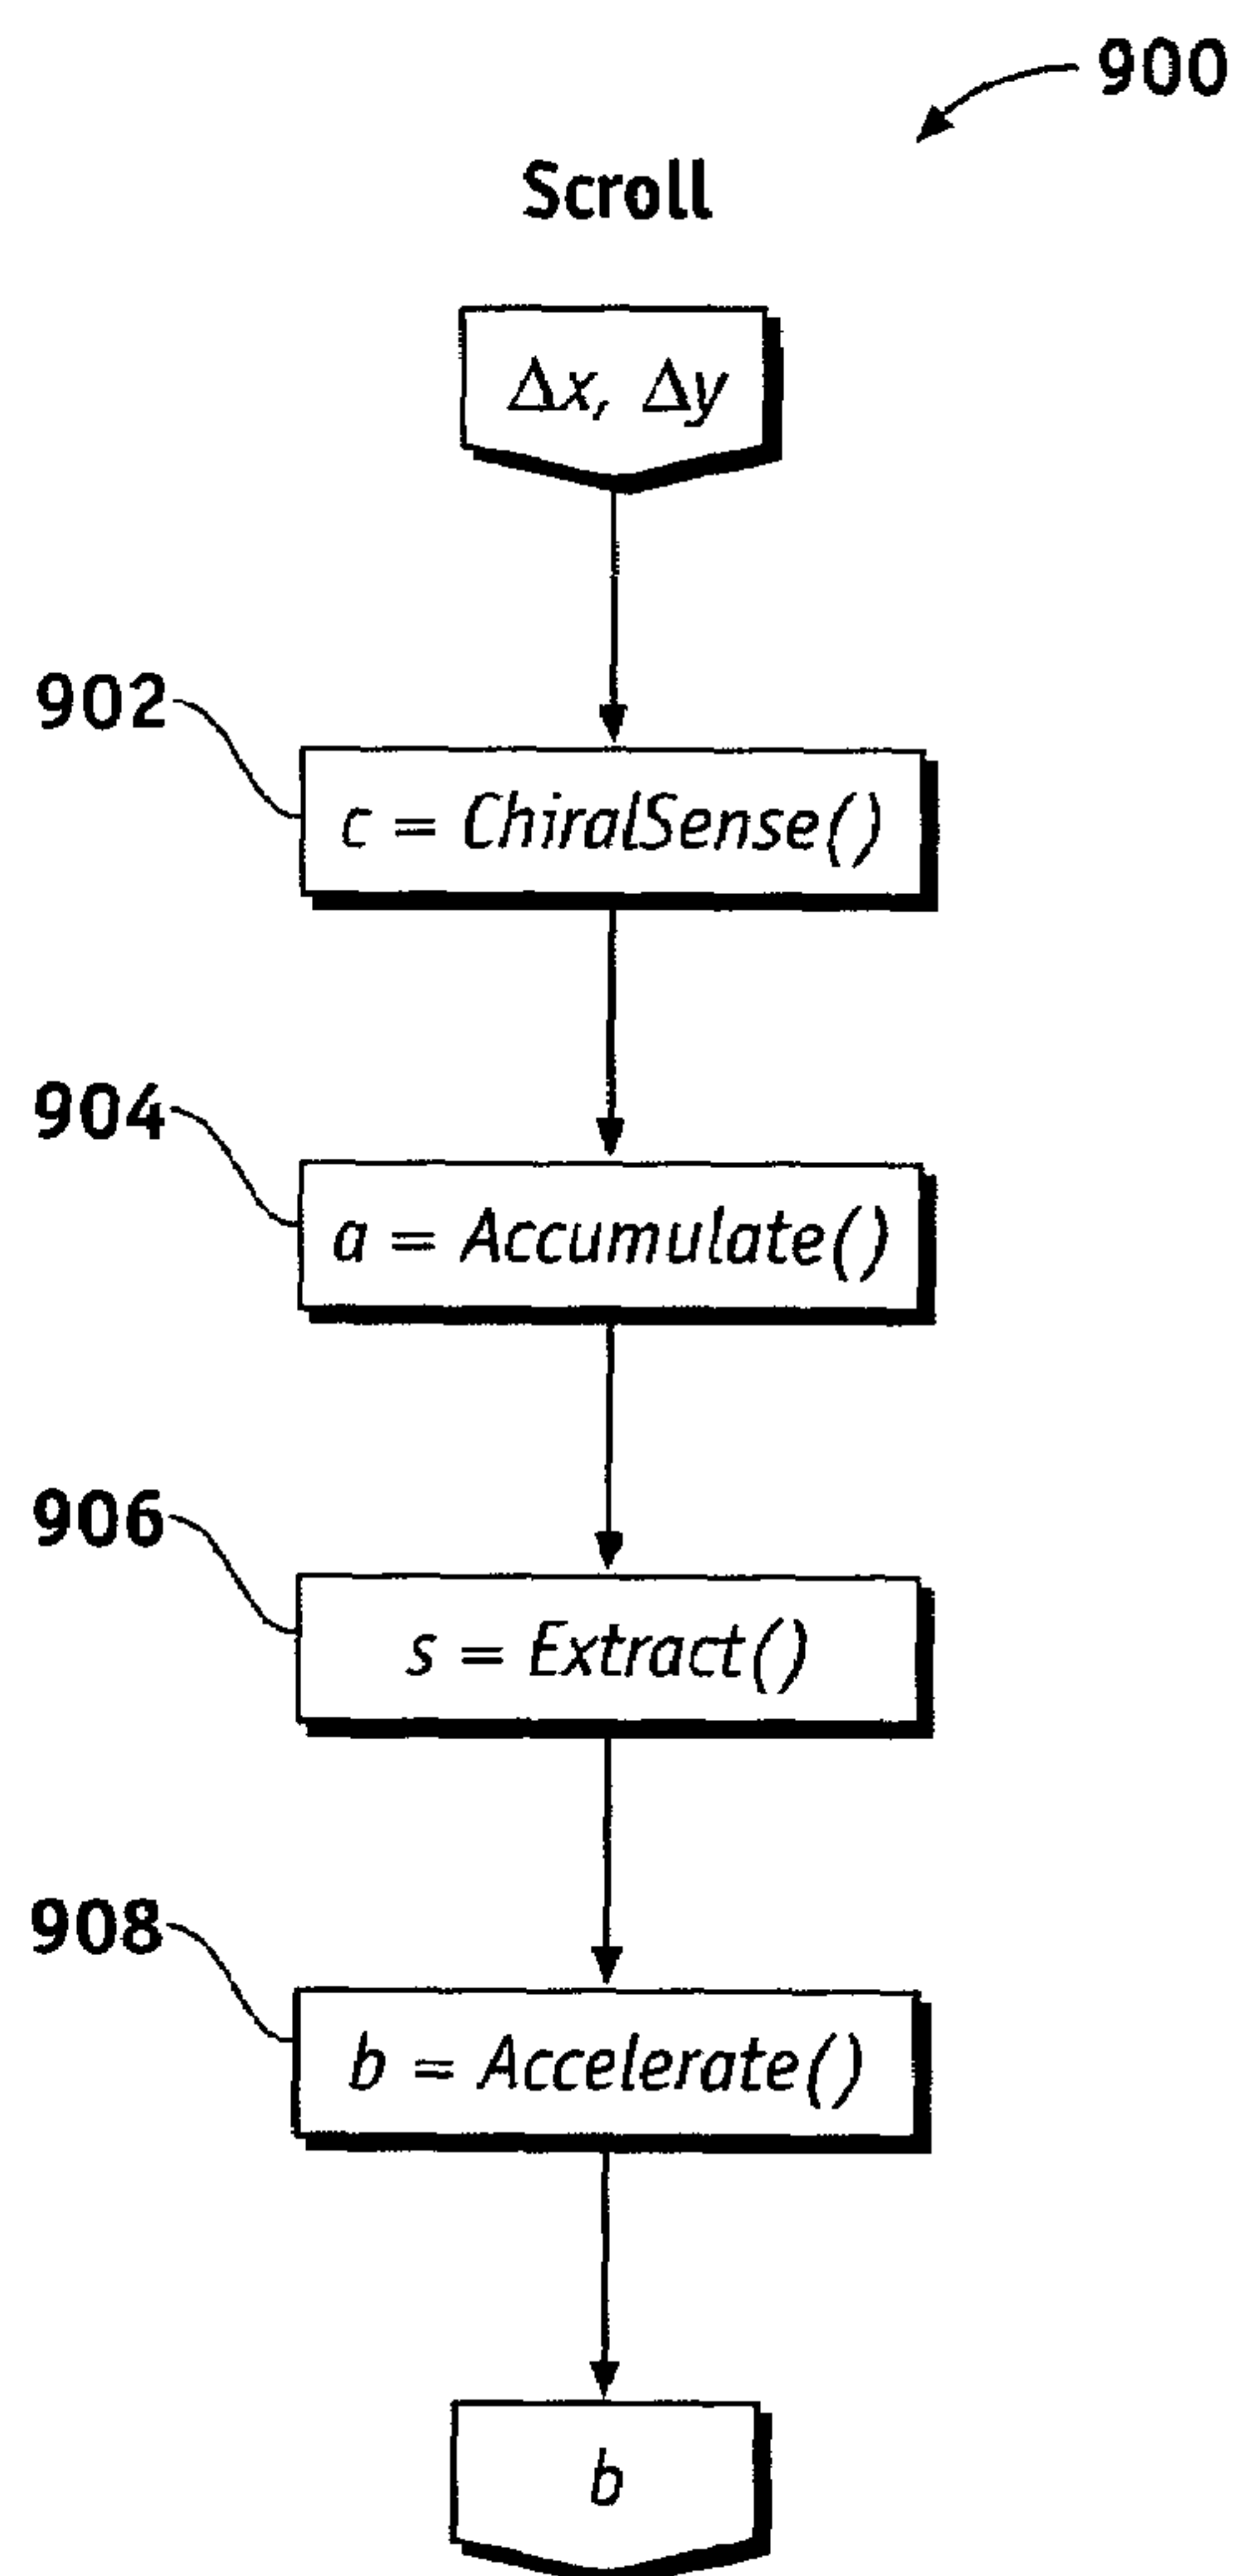 900
Scroll
Δx, Δy
902
c = ChiralSense()
904
a = Accumulate()
906
s = Extract()
908
b = Accelerate()
b